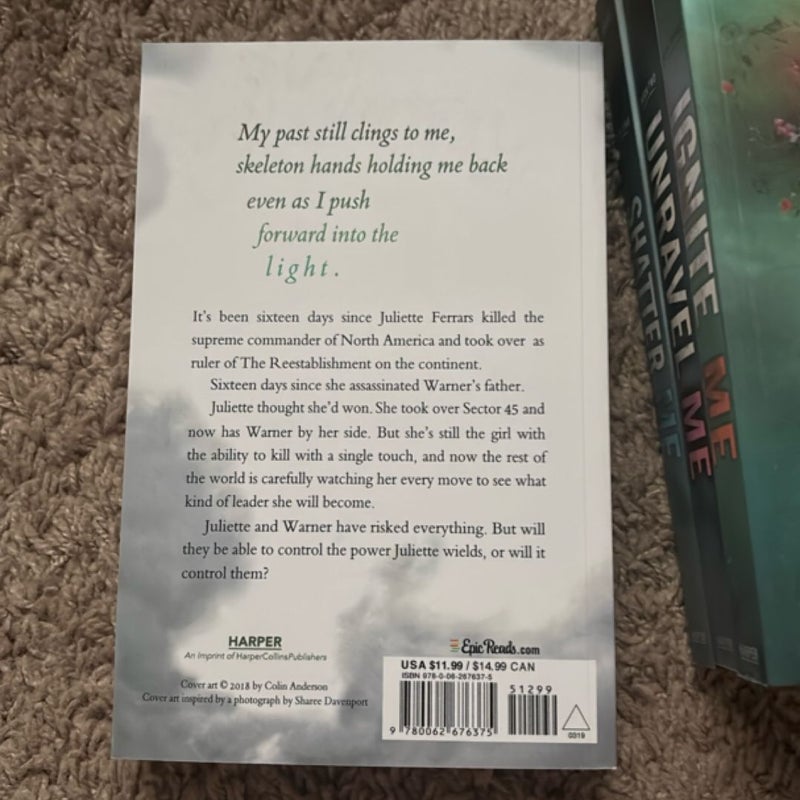 My past still clings to me,
skeleton hands holding me back
even as I push
forward into the
light.
It's been sixteen days since Juliette Ferrars killed the
supreme commander of North America and took over as
ruler of The Reestablishment on the continent.
Sixteen days since she assassinated Warner's father.
Juliette thought she'd won. She took over Sector 45 and
now has Warner by her side. But she's still the girl with
the ability to kill with a single touch, and now the rest of
the world is carefully watching her every move to see what
kind of leader she will become.
Juliette and Warner have risked everything. But will
they be able to control the power Juliette wields, or will it
control them?
HARPER
An Imprint of HarperCollinsPublishers
Cover art © 2018 by Colin Anderson
Cover art inspired by a photograph by Sharee Davenport
EpicReads.com
USA $11.99 / $14.99 CAN
ISBN 978-0-06-267637-5
51299
9 780062 676375
0319
SHATTER ME
UNRAVEL ME
IGNITE ME